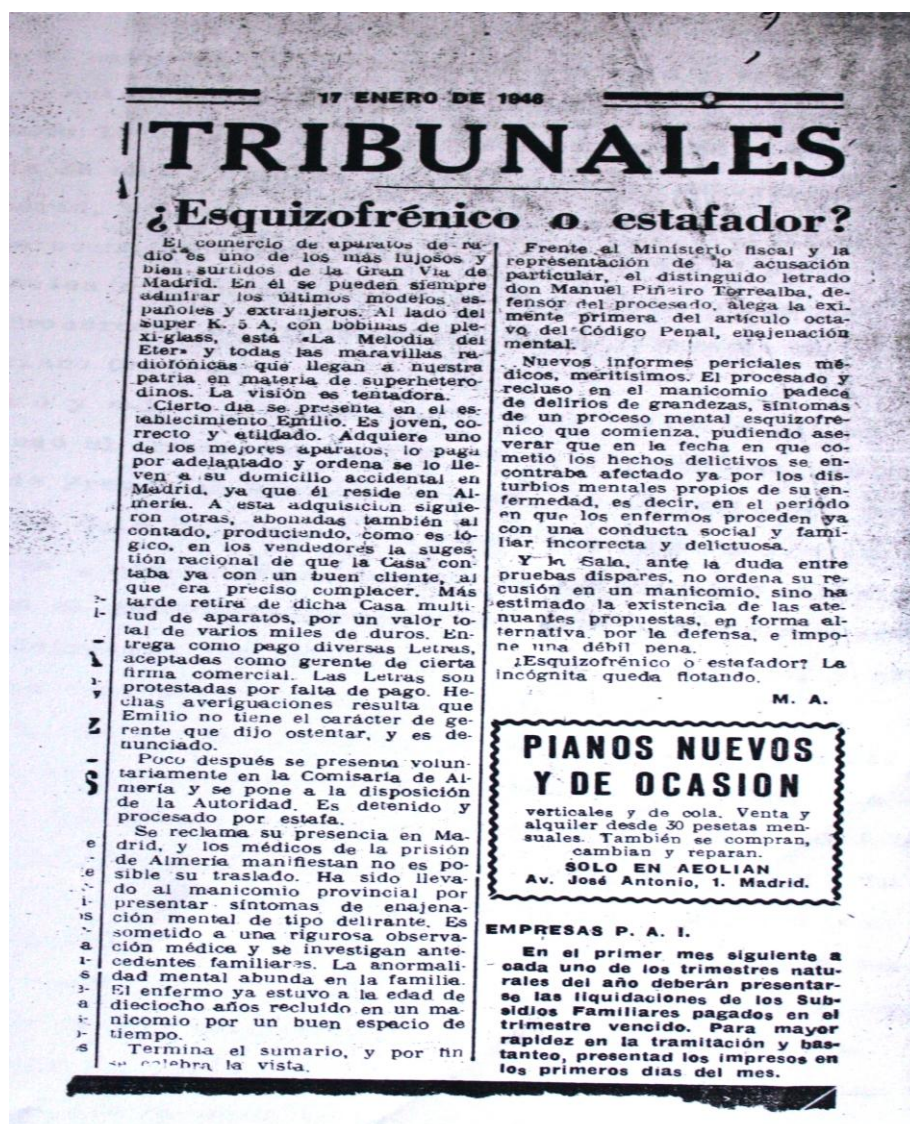 17 ENERO DE 1946
TRIBUNALES
¿Esquizofrénico o estafador?
El comercio de aparatos de ra-
dio es uno de los más lujosos y
bien surtidos de la Gran Vía de
Madrid. En él se pueden siempre
admirar los últimos modelos es-
pañoles y extranjeros. Al lado del
super K. 5 A, con bobinas de ple-
xi-glass, está «La Melodía del
Eter» y todas las maravillas ra-
diofónicas que llegan a nuestra
patria en materia de superhetero-
dinos. La visión es tentadora.
Cierto día se presenta en el es-
tablecimiento Emilio. Es joven, co-
rrecto y atildado. Adquiere uno
de los mejores aparatos, lo paga
por adelantado y ordena se lo lle-
ven a su domicilio accidental en
Madrid, ya que él reside en Al-
mería. A esta adquisición siguie-
ron otras, abonadas también al
contado, produciendo, como es ló-
gico, en los vendedores la suges-
tión racional de que la Casa con-
taba ya con un buen cliente, al
que era preciso complacer. Más
tarde retira de dicha Casa multi-
tud de aparatos, por un valor to-
tal de varios miles de duros. En-
trega como pago diversas Letras,
aceptadas como gerente de cierta
firma comercial. Las Letras son
protestadas por falta de pago. He-
chas averiguaciones resulta que
Emilio no tiene el carácter de ge-
rente que dijo ostentar, y es de-
nunciado.
Poco después se presenta volun-
tariamente en la Comisaría de Al-
mería y se pone a la disposición
de la Autoridad. Es detenido y
procesado por estafa.
Se reclama su presencia en Ma-
drid, y los médicos de la prisión
de Almería manifiestan no es po-
sible su traslado. Ha sido lleva-
do al manicomio provincial por
presentar síntomas de enajena-
ción mental de tipo delirante. Es
sometido a una rigurosa observa-
ción médica y se investigan ante-
cedentes familiares. La anormali-
dad mental abunda en la familia.
El enfermo ya estuvo a la edad de
dieciocho años recluído en un ma-
nicomio por un buen espacio de
tiempo.
Termina el sumario, y por fin
se celebra la vista.
Frente al Ministerio fiscal y la
representación de la acusación
particular, el distinguido letrado
don Manuel Piñeiro Torrealba, de-
fensor del procesado, alega la exi-
mente primera del artículo octa-
vo del Código Penal, enajenación
mental.
Nuevos informes periciales mé-
dicos, meritísimos. El procesado y
recluso en el manicomio padece
de delirios de grandezas, síntomas
de un proceso mental esquizofré-
nico que comienza, pudiendo ase-
verar que en la fecha en que co-
metió los hechos delictivos se en-
contraba afectado ya por los dis-
turbios mentales propios de su en-
fermedad, es decir, en el período
en que los enfermos proceden ya
con una conducta social y fami-
liar incorrecta y delictuosa.
Y la Sala, ante la duda entre
pruebas dispares, no ordena su re-
cusión en un manicomio, sino ha
estimado la existencia de las ate-
nuantes propuestas, en forma al-
ternativa, por la defensa, e impo-
ne una débil pena.
¿Esquizofrénico o estafador? La
incógnita queda flotando.
M. A.
PIANOS NUEVOS
Y DE OCASION
verticales y de cola. Venta y
alquiler desde 30 pesetas men-
suales. También se compran,
cambian y reparan.
SOLO EN AEOLIAN
Av. José Antonio, 1. Madrid.
EMPRESAS P. A. I.
En el primer mes siguiente a
cada uno de los trimestres natu-
rales del año deberán presentar-
se las liquidaciones de los Sub-
sidios Familiares pagados en el
trimestre vencido. Para mayor
rapidez en la tramitación y bas-
tanteo, presentad los impresos en
los primeros días del mes.